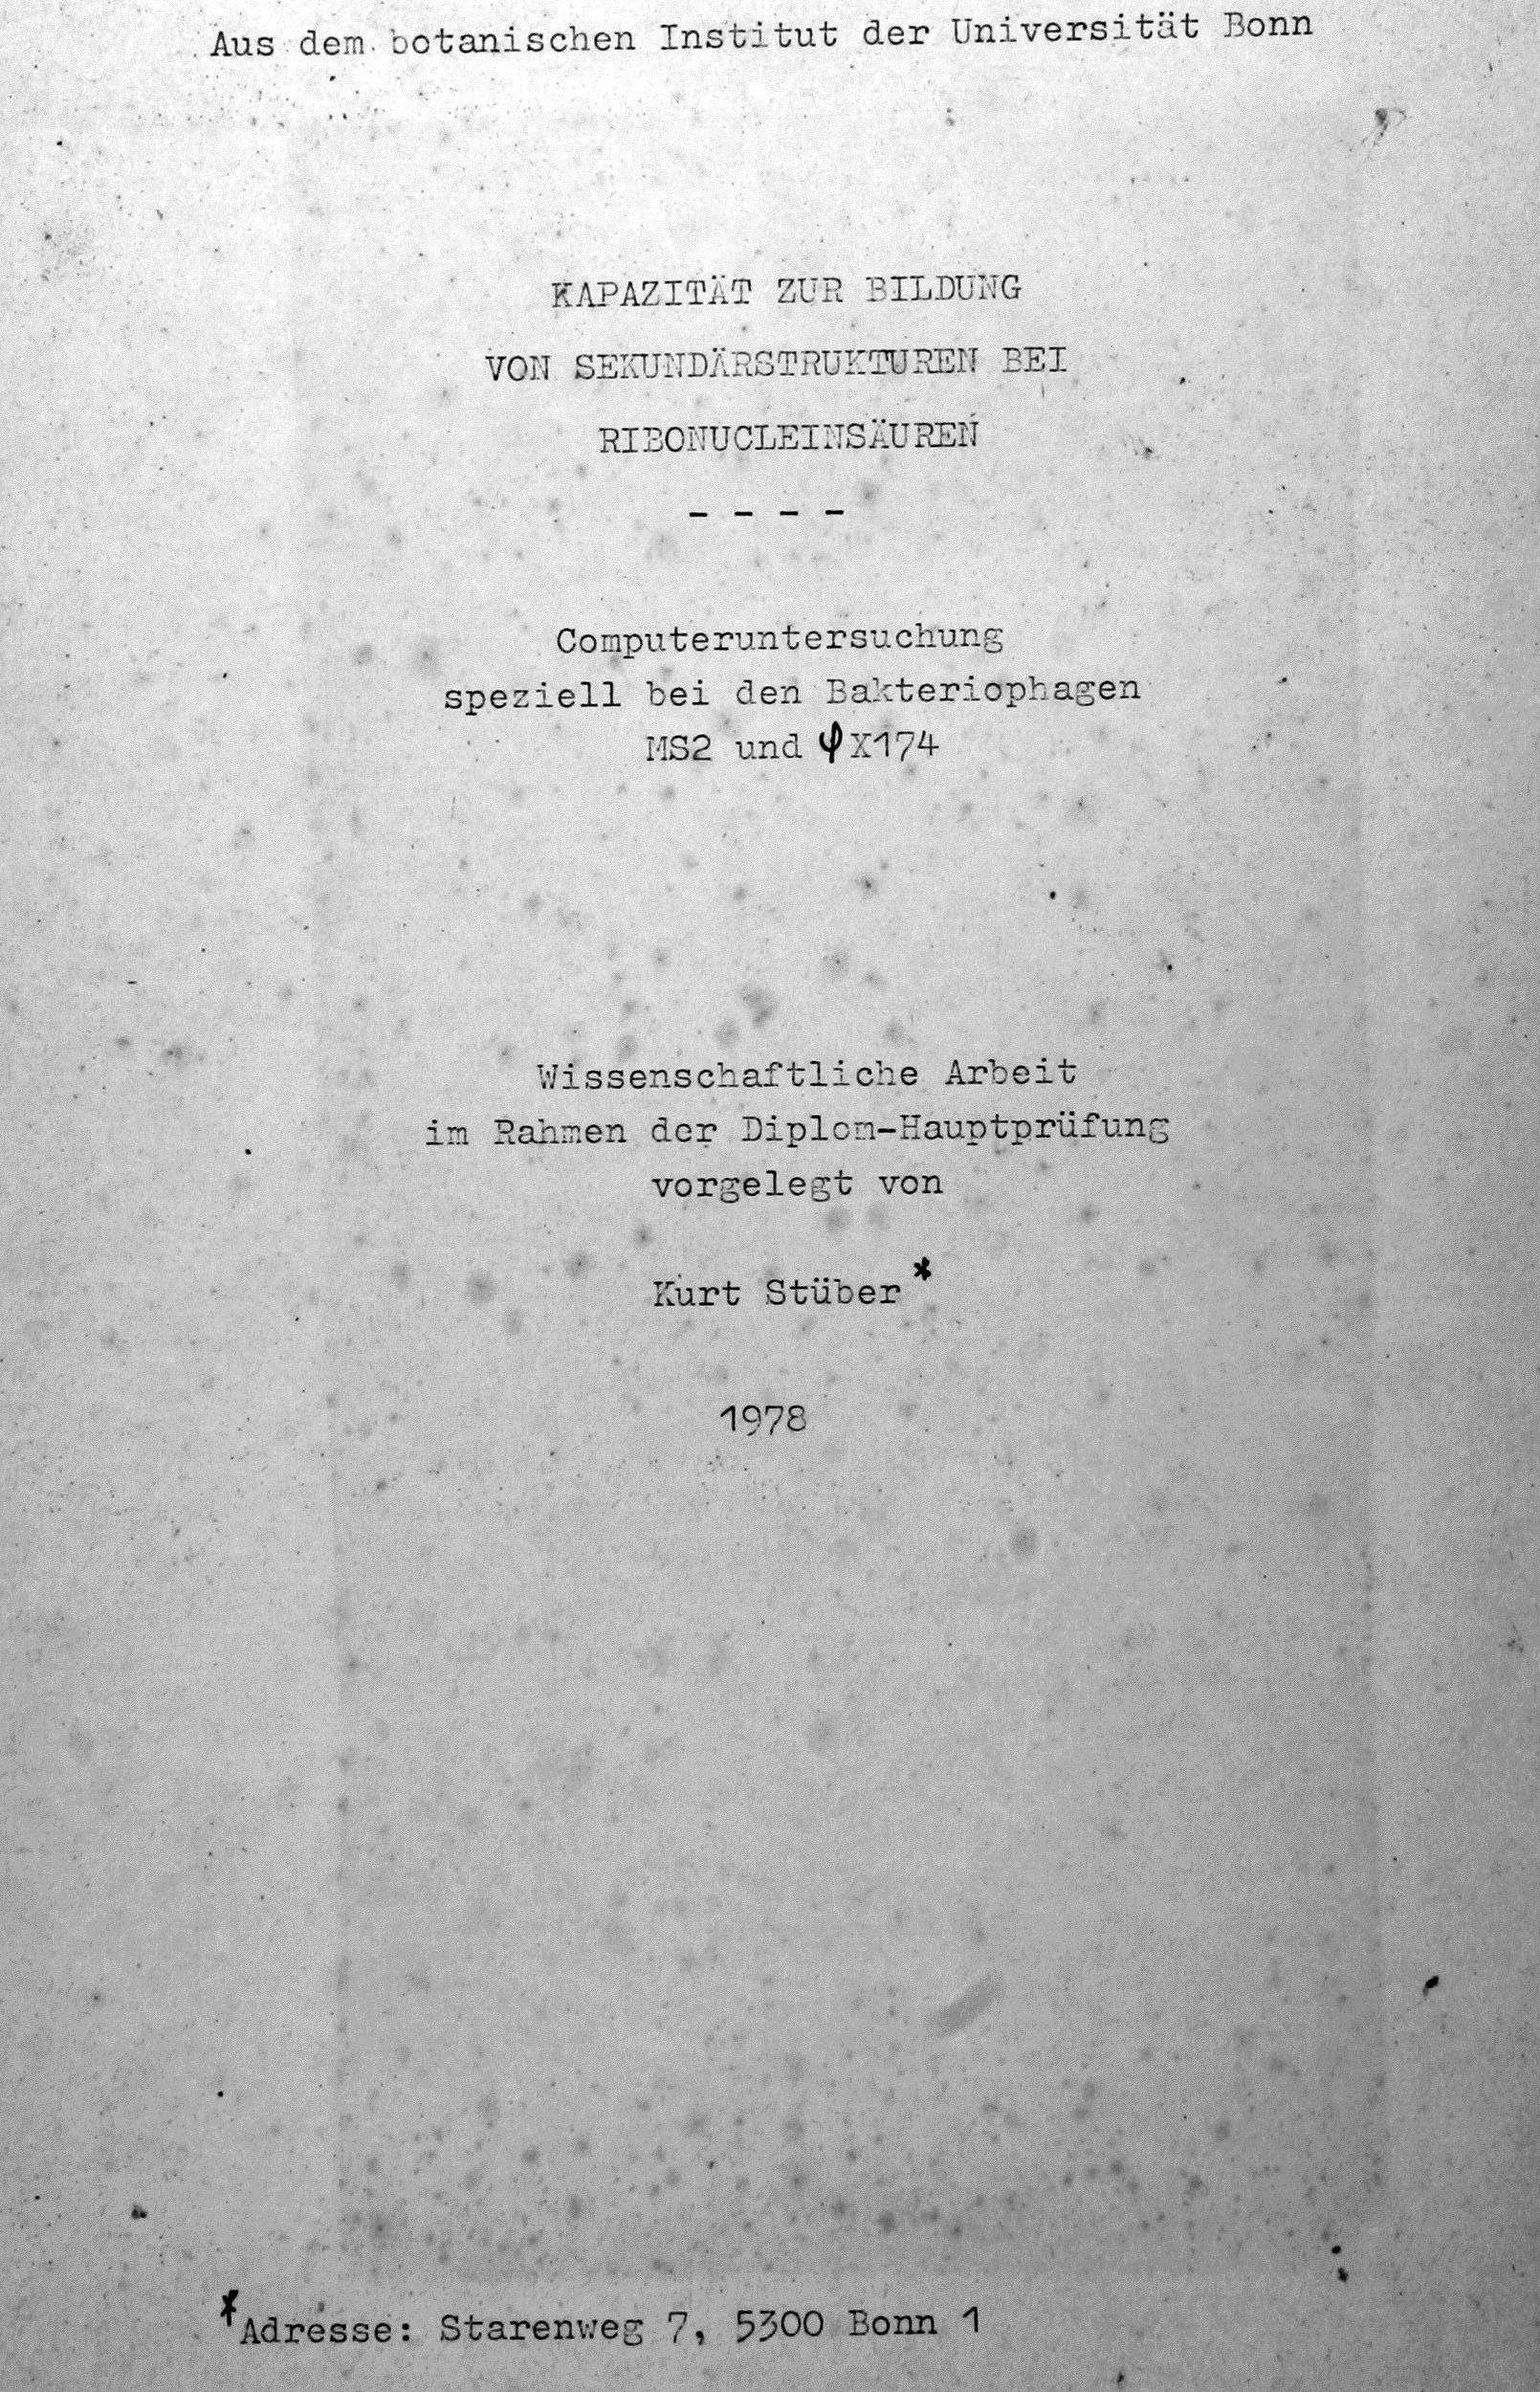 Aus dem botanischen Institut der Universität Bonn
KAPAZITÄT ZUR BILDUNG
VON SEKUNDÄRSTRUKTUREN BEI
RIBONUCLEINSÄUREN
- - - -
Computeruntersuchung
speziell bei den Bakteriophagen
MS2 und φX174
Wissenschaftliche Arbeit
im Rahmen der Diplom-Hauptprüfung
vorgelegt von
Kurt Stüber*
1978
*Adresse: Starenweg 7, 5300 Bonn 1